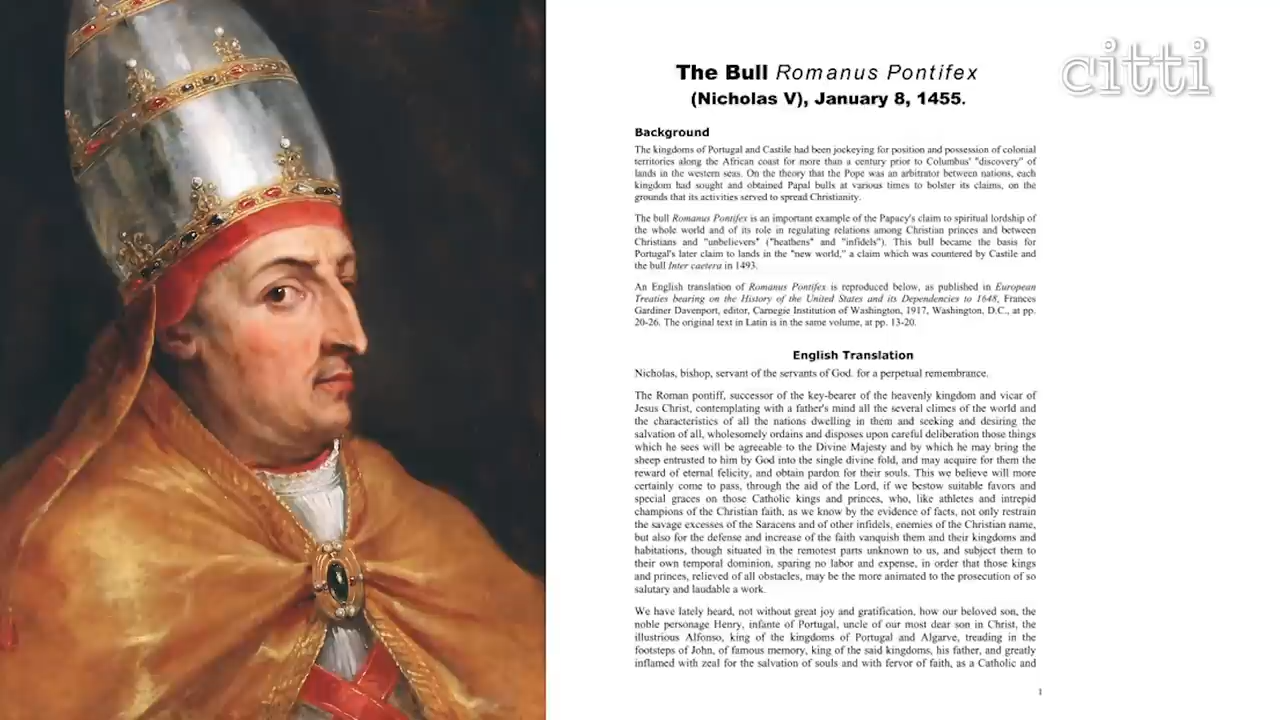 citti
The Bull Romanus Pontifex
(Nicholas V), January 8, 1455.
Background
The kingdoms of Portugal and Castile had been jockeying for position and possession of colonial
territories along the African coast for more than a century prior to Columbus' "discovery" of
lands in the western seas. On the theory that the Pope was an arbitrator between nations, each
kingdom had sought and obtained Papal bulls at various times to bolster its claims, on the
grounds that its activities served to spread Christianity.
The bull Romanus Pontifex is an important example of the Papacy's claim to spiritual lordship of
the whole world and of its role in regulating relations among Christian princes and between
Christians and "unbelievers" ("heathens" and "infidels"). This bull became the basis for
Portugal's later claim to lands in the "new world," a claim which was countered by Castile and
the bull Inter caetera in 1493.
An English translation of Romanus Pontifex is reproduced below, as published in European
Treaties bearing on the History of the United States and its Dependencies to 1648, Frances
Gardiner Davenport, editor, Carnegie Institution of Washington, 1917, Washington, D.C., at pp.
20-26. The original text in Latin is in the same volume, at pp. 13-20.
English Translation
Nicholas, bishop, servant of the servants of God. for a perpetual remembrance.
The Roman pontiff, successor of the key-bearer of the heavenly kingdom and vicar of
Jesus Christ, contemplating with a father's mind all the several climes of the world and
the characteristics of all the nations dwelling in them and seeking and desiring the
salvation of all, wholesomely ordains and disposes upon careful deliberation those things
which he sees will be agreeable to the Divine Majesty and by which he may bring the
sheep entrusted to him by God into the single divine fold, and may acquire for them the
reward of eternal felicity, and obtain pardon for their souls. This we believe will more
certainly come to pass, through the aid of the Lord, if we bestow suitable favors and
special graces on those Catholic kings and princes, who, like athletes and intrepid
champions of the Christian faith, as we know by the evidence of facts, not only restrain
the savage excesses of the Saracens and of other infidels, enemies of the Christian name,
but also for the defense and increase of the faith vanquish them and their kingdoms and
habitations, though situated in the remotest parts unknown to us, and subject them to
their own temporal dominion, sparing no labor and expense, in order that those kings
and princes, relieved of all obstacles, may be the more animated to the prosecution of so
salutary and laudable a work.
We have lately heard, not without great joy and gratification, how our beloved son, the
noble personage Henry, infante of Portugal, uncle of our most dear son in Christ, the
illustrious Alfonso, king of the kingdoms of Portugal and Algarve, treading in the
footsteps of John, of famous memory, king of the said kingdoms, his father, and greatly
inflamed with zeal for the salvation of souls and with fervor of faith, as a Catholic and
1